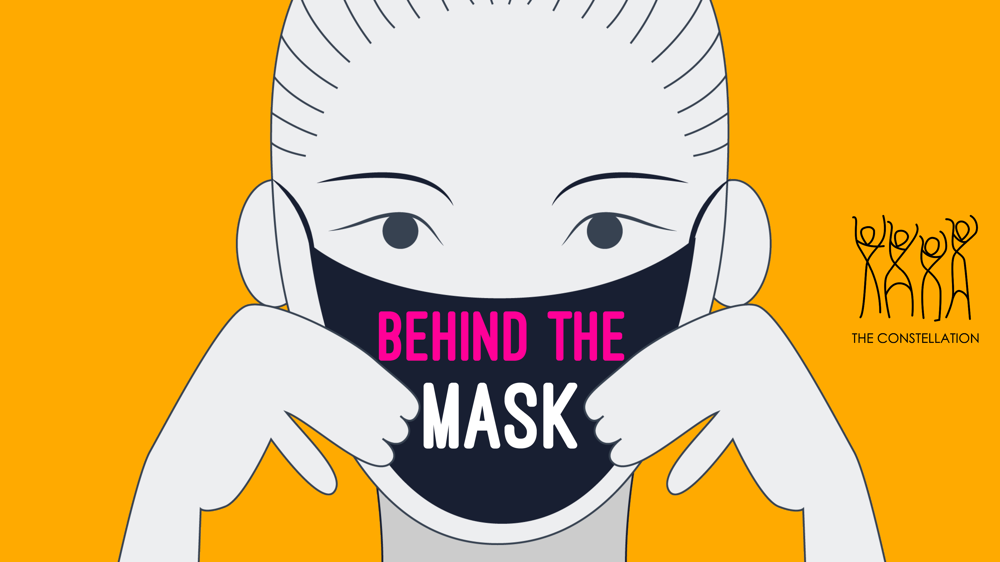 BEHIND THE
MASK
THE CONSTELLATION